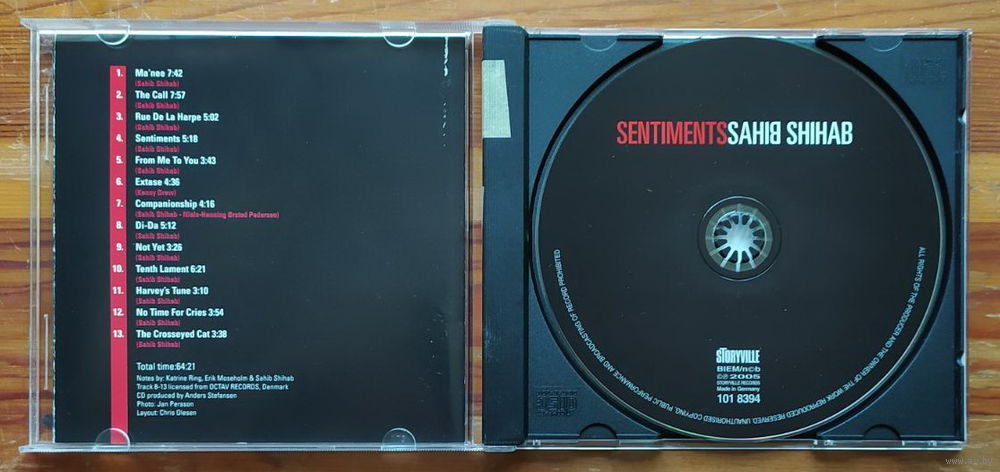 1. Ma'nee 7:42
(Sahib Shihab)
2. The Call 7:57
(Sahib Shihab)
3. Rue De La Harpe 5:02
(Sahib Shihab)
4. Sentiments 5:18
(Sahib Shihab)
5. From Me To You 3:43
(Sahib Shihab)
6. Extase 4:36
(Kenny Drew)
7. Companionship 4:16
(Sahib Shihab - Niels-Henning Ørsted Pedersen)
8. Di-Da 5:12
(Sahib Shihab)
9. Not Yet 3:26
(Sahib Shihab)
10. Tenth Lament 6:21
(Sahib Shihab)
11. Harvey's Tune 3:10
(Sahib Shihab)
12. No Time For Cries 3:54
(Sahib Shihab)
13. The Crosseyed Cat 3:38
(Sahib Shihab)
Total time:64:21
Notes by: Katrine Ring, Erik Moseholm & Sahib Shihab
Track 8-13 licensed from OCTAV RECORDS, Denmark
CD produced by Anders Stefansen
Photo: Jan Persson
Layout: Chris Olesen
SENTIMENTSSAHIB SHIHAB
STORYVILLE
BIEM/n©b
℗© 2005
STORYVILLE RECORDS
Made in Germany
101 8394
ALL RIGHTS OF THE PRODUCER AND THE OWNER OF THE WORK REPRODUCED RESERVED. UNAUTHORISED COPYING, PUBLIC PERFORMANCE AND BROADCASTING OF RECORD PROHIBITED
www.ay.by